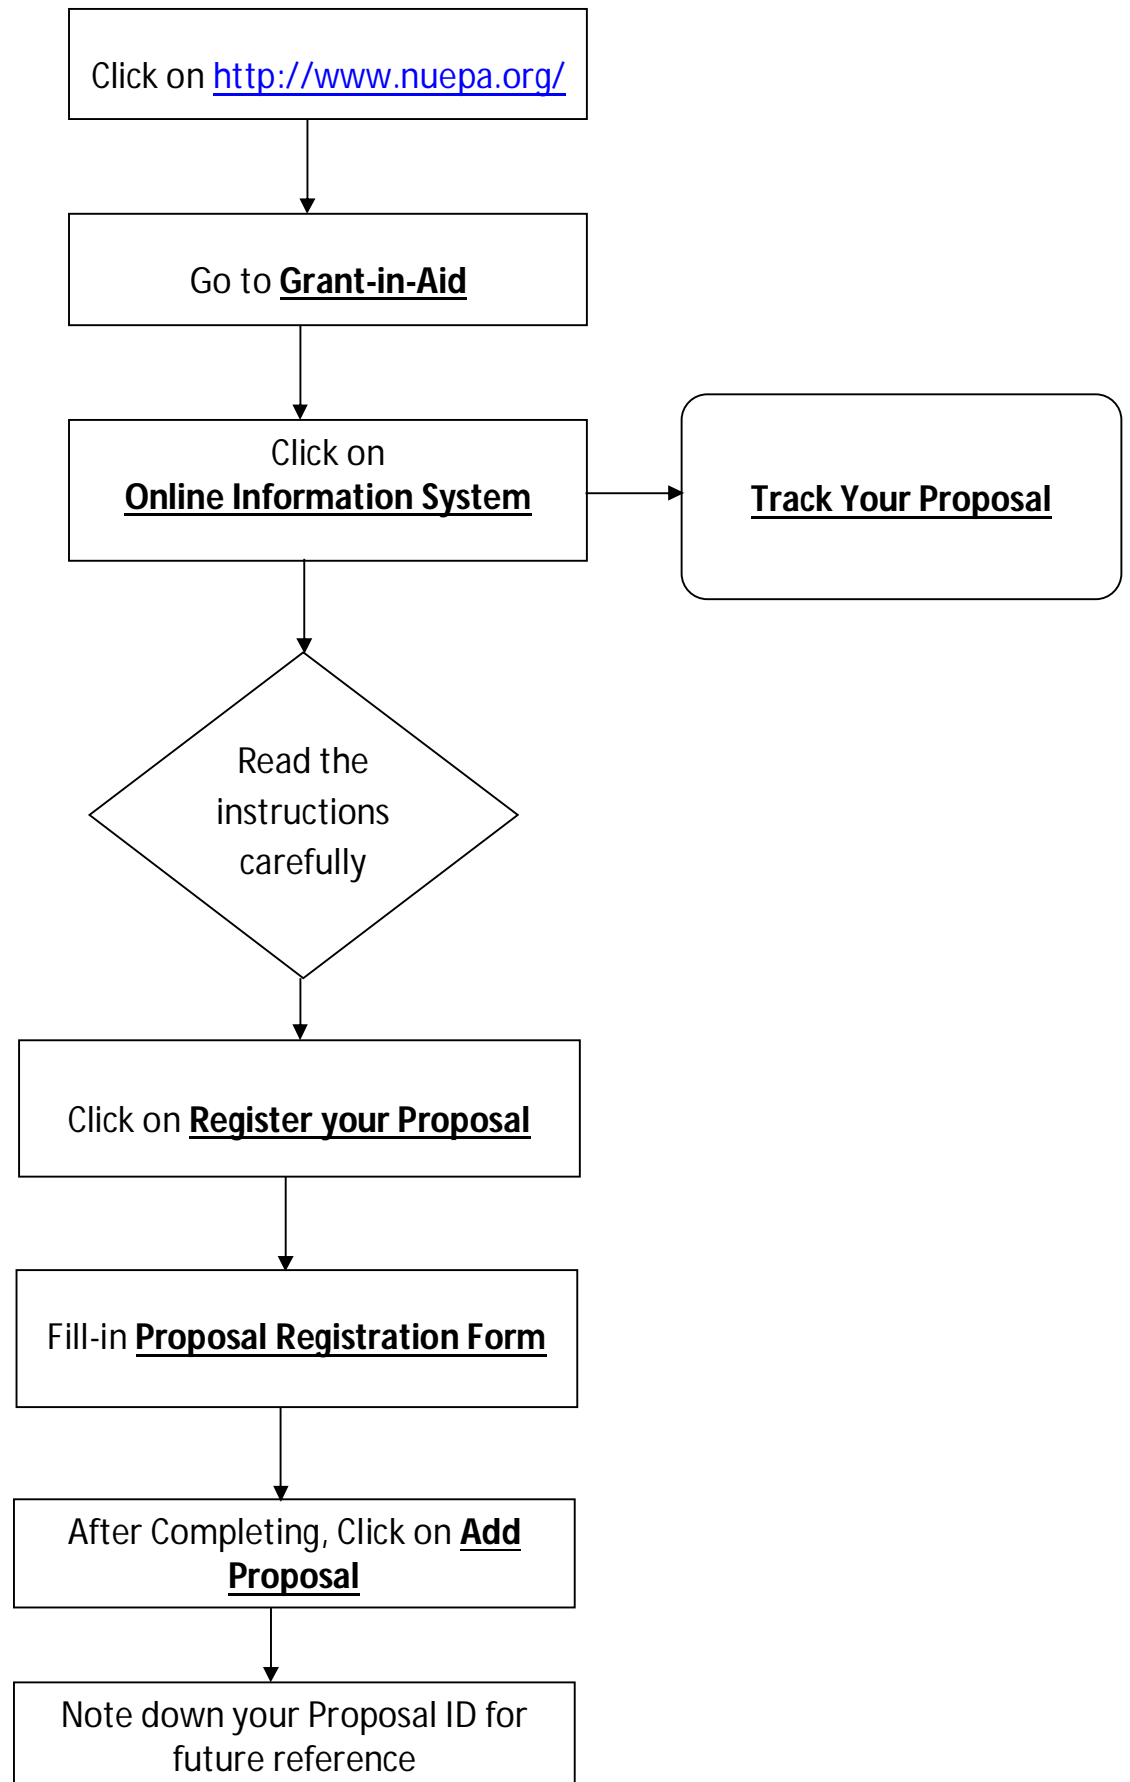 Click on http://www.nuepa.org/
Go to Grant-in-Aid
Click on
Online Information System
Track Your Proposal
Read the
instructions
carefully
Click on Register your Proposal
Fill-in Proposal Registration Form
After Completing, Click on Add
Proposal
Note down your Proposal ID for
future reference